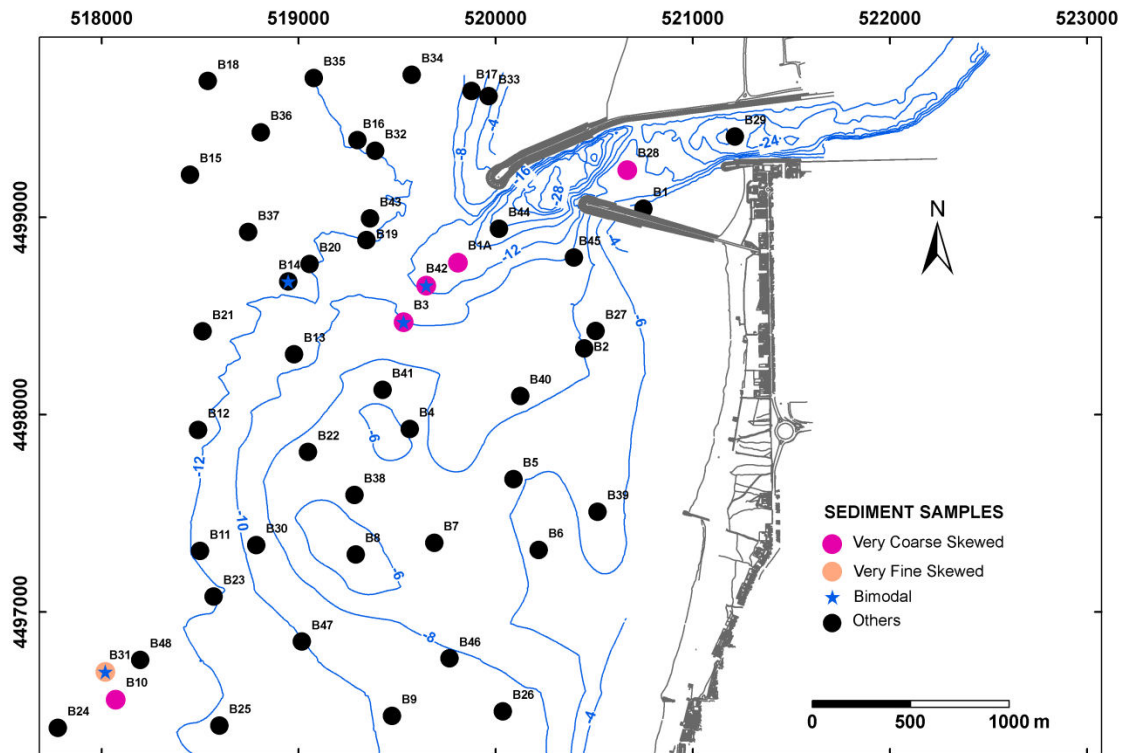 518000 519000 520000 521000 522000 523000
B34
B35
B18
B17
B33
-4
B36
B16
B32
B29
-24
-8
-16
B28
B15
-28
B1
4499000
B43
B44
B37
B19
-4
B45
B20
B1A
-12
B14
B42
B3
B21
B27
-6
B13
B2
4498000
B41
B40
B4
B12
-6
B22
-12
B5
B38
B39
-10
SEDIMENT SAMPLES
B11
B30
B8
B7
B6
Very Coarse Skewed
-6
Very Fine Skewed
B23
Bimodal
4497000
Others
B47
-8
B48
B46
B31
B10
B24
B25
B9
B26
-4
N
0 500 1000 m